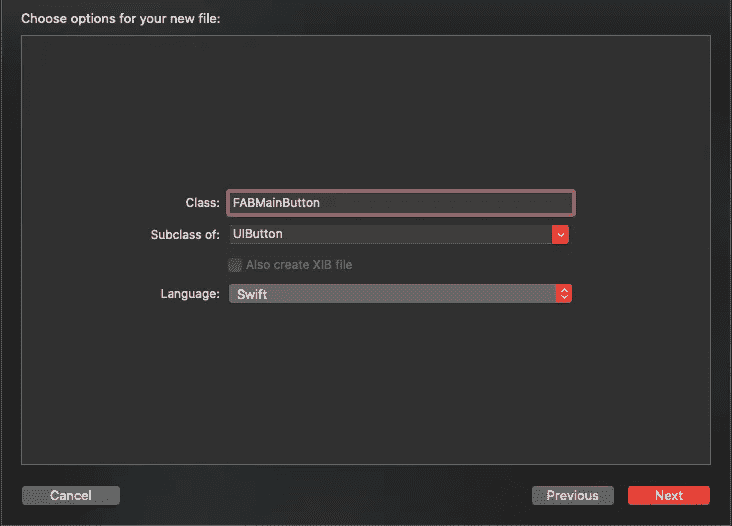 Choose options for your new file:
Class: FABMainButton
Subclass of: UIButton
Also create XIB file
Language: Swift
Cancel Previous Next